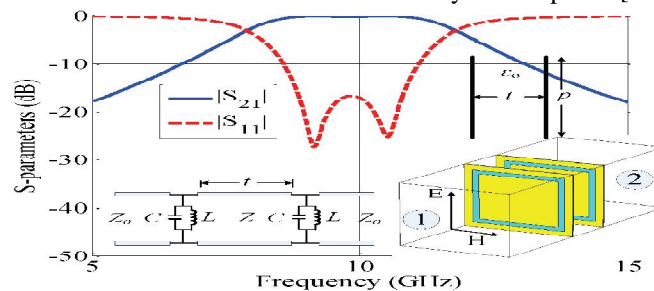 0
-10
-20
-30
-40
-50
S-parameters (dB)
|S21|
|S11|
εo
t
p
t
Zo C L Z C L Zo
1
2
E
H
5 10 15
Frequency (GHz)